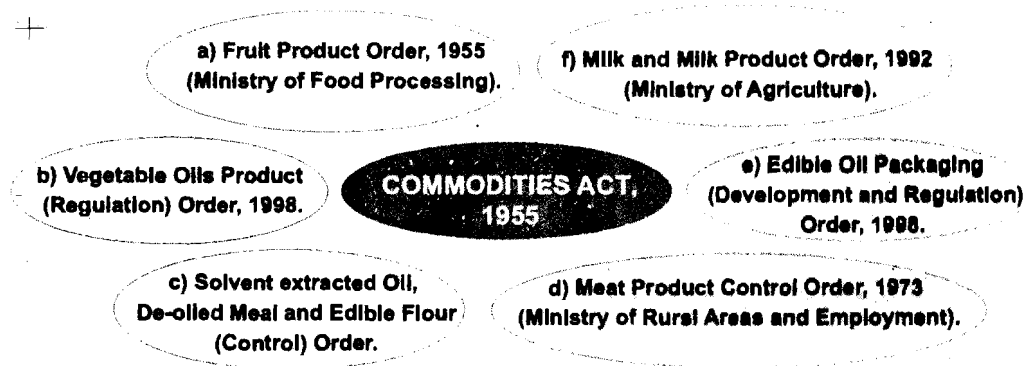 a) Fruit Product Order, 1955
(Ministry of Food Processing).
f) Milk and Milk Product Order, 1992
(Ministry of Agriculture).
b) Vegetable Oils Product
(Regulation) Order, 1998.
COMMODITIES ACT,
1955
e) Edible Oil Packaging
(Development and Regulation)
Order, 1998.
c) Solvent extracted Oil,
De-oiled Meal and Edible Flour
(Control) Order.
d) Meat Product Control Order, 1973
(Ministry of Rural Areas and Employment).